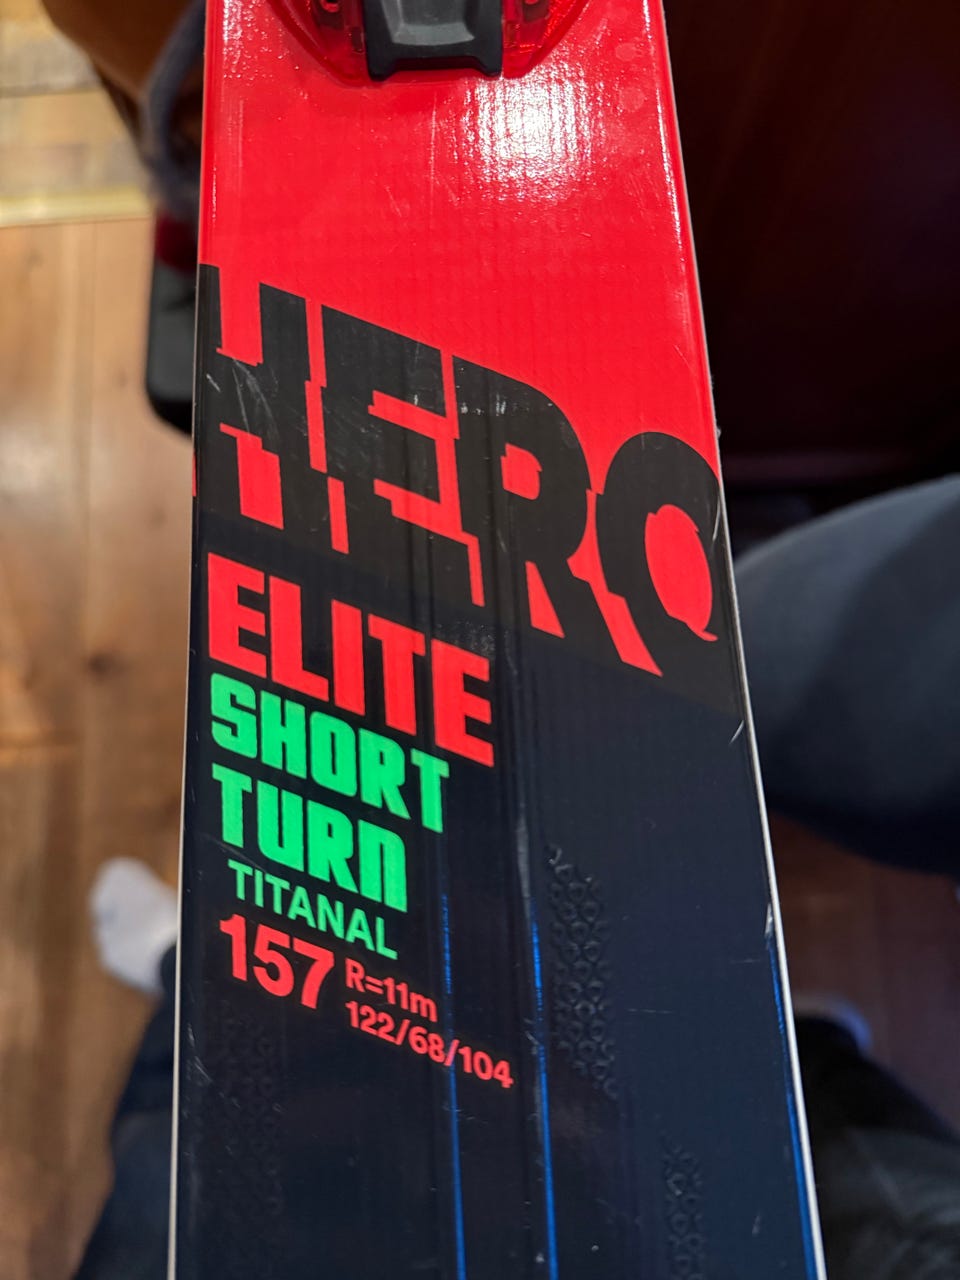 HERO
ELITE
SHORT
TURN
TITANAL
157 R=11m
122/68/104